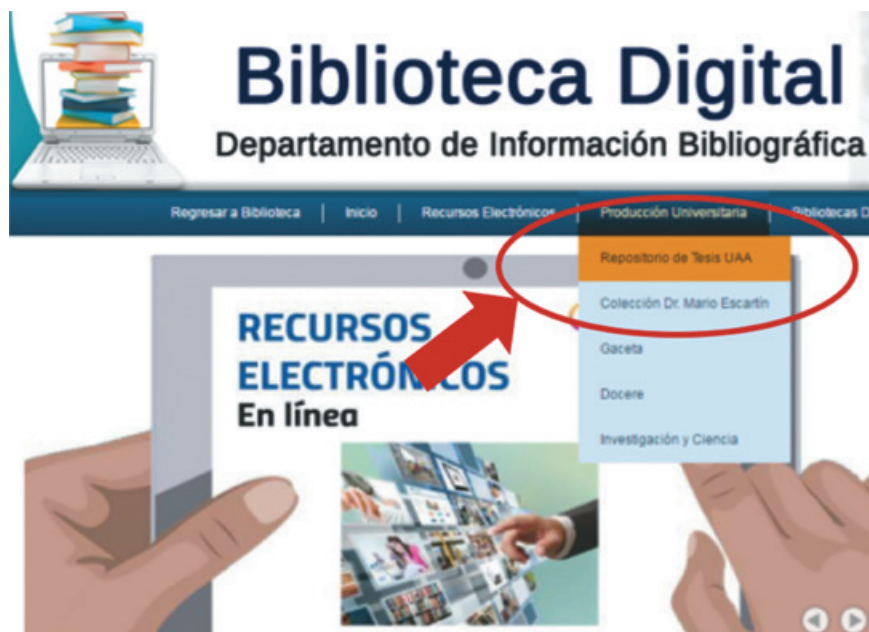 Biblioteca Digital
Departamento de Información Bibliográfica
Regresar a Biblioteca | Inicio | Recursos Electrónicos | Producción Universitaria | Bibliotecas D
Repositorio de Tesis UAA
Colección Dr. Mario Escartín
Gaceta
Docere
Investigación y Ciencia
RECURSOS
ELECTRÓNICOS
En línea